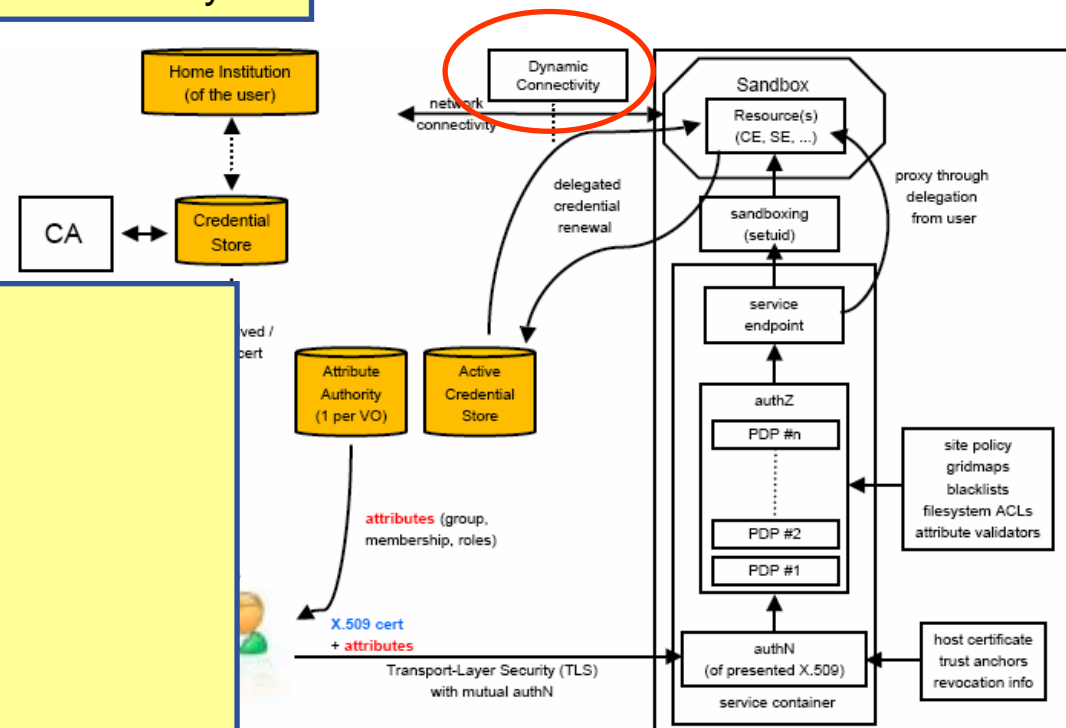 Home Institution
(of the user)
Dynamic
Connectivity
network
connectivity
Sandbox
Resource(s)
(CE, SE, ...)
proxy through
delegation
from user
delegated
credential
renewal
sandboxing
(setuid)
CA
Credential
Store
service
endpoint
ved /
cert
Attribute
Authority
(1 per VO)
Active
Credential
Store
authZ
PDP #n
PDP #2
PDP #1
site policy
gridmaps
blacklists
filesystem ACLs
attribute validators
attributes (group,
membership, roles)
X.509 cert
+ attributes
Transport-Layer Security (TLS)
with mutual authN
authN
(of presented X.509)
service container
host certificate
trust anchors
revocation info